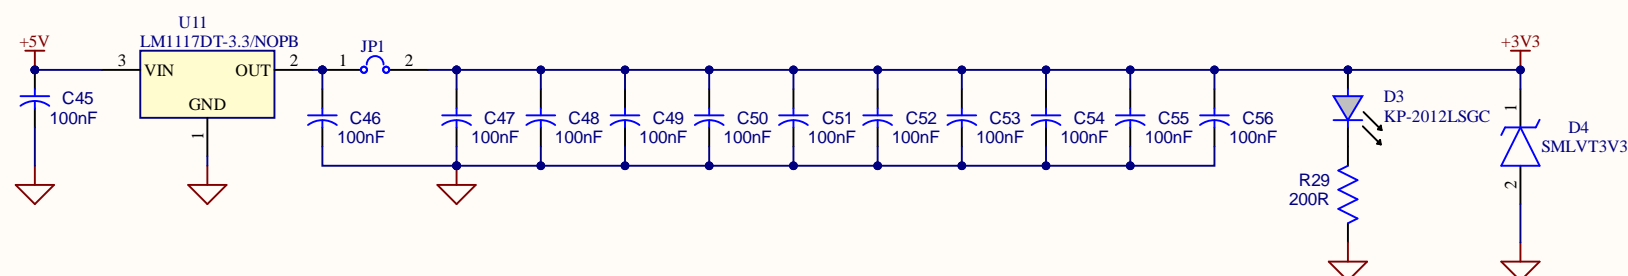 U11
LM1117DT-3.3/NOPB
+5V
3
VIN
OUT
2
GND
1
C45
100nF
JP1
1
2
C46
100nF
C47
100nF
C48
100nF
C49
100nF
C50
100nF
C51
100nF
C52
100nF
C53
100nF
C54
100nF
C55
100nF
C56
100nF
D3
KP-2012LSGC
R29
200R
+3V3
1
D4
SMLVT3V3
2